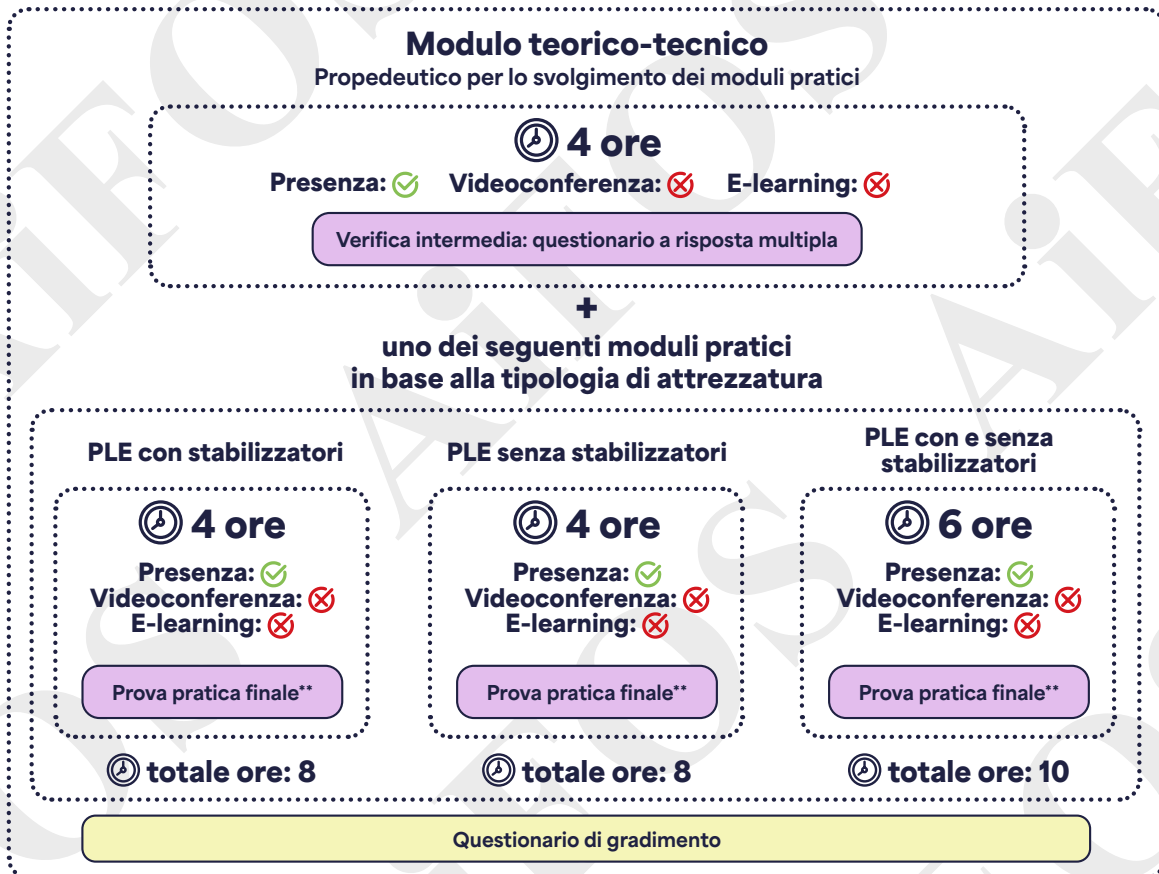 Modulo teorico-tecnico
Propedeutico per lo svolgimento dei moduli pratici
4 ore
Presenza: Videoconferenza: E-learning:
Verifica intermedia: questionario a risposta multipla
+
uno dei seguenti moduli pratici
in base alla tipologia di attrezzatura
PLE con stabilizzatori
4 ore
Presenza:
Videoconferenza:
E-learning:
Prova pratica finale**
totale ore: 8
PLE senza stabilizzatori
4 ore
Presenza:
Videoconferenza:
E-learning:
Prova pratica finale**
totale ore: 8
PLE con e senza
stabilizzatori
6 ore
Presenza:
Videoconferenza:
E-learning:
Prova pratica finale**
totale ore: 10
Questionario di gradimento
AiFOS
AiFOS
AiFOS
AiFOS